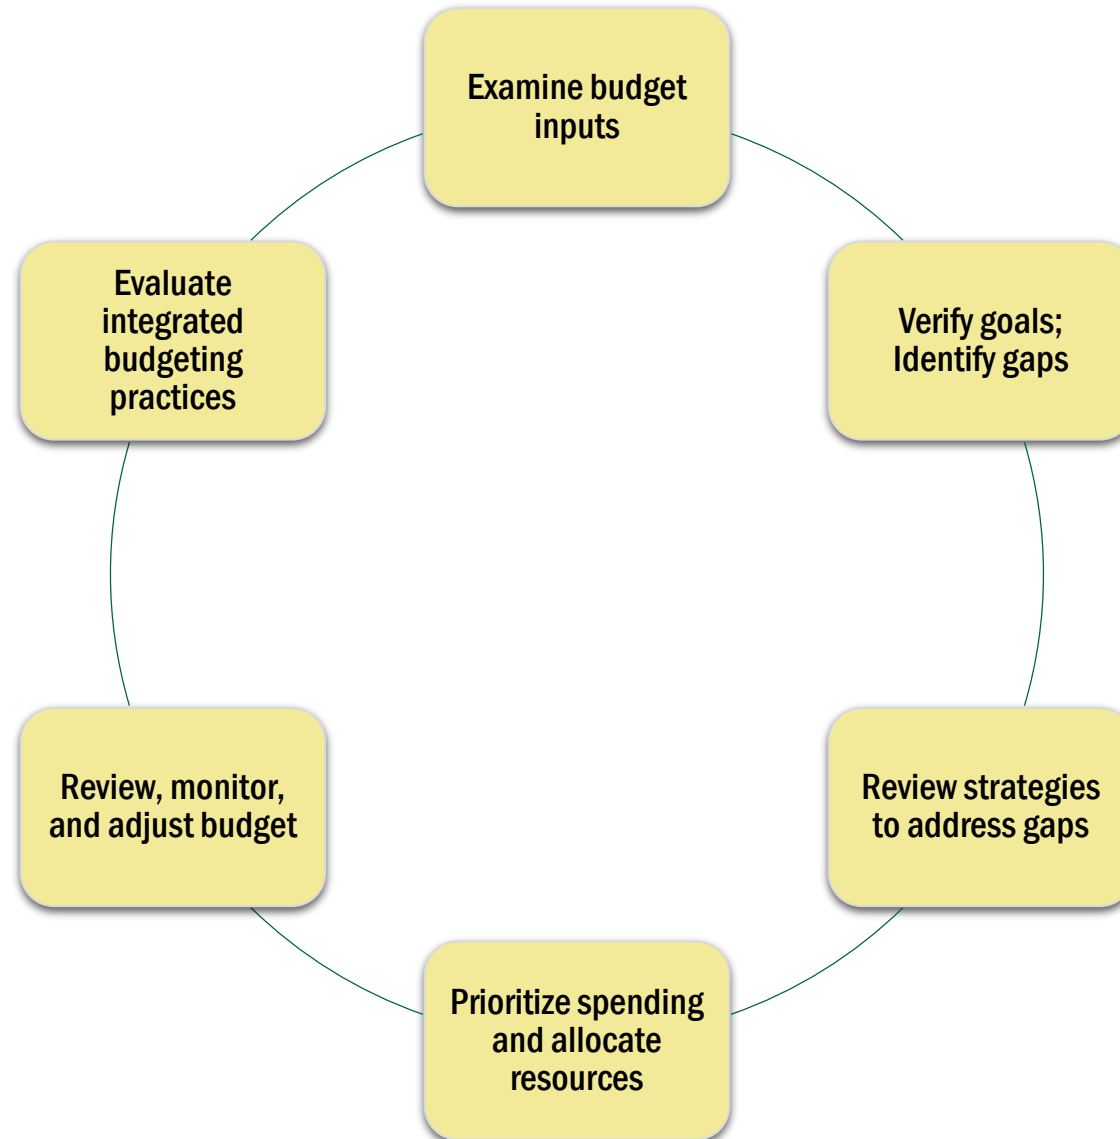 Examine budget
inputs
Verify goals;
Identify gaps
Review strategies
to address gaps
Prioritize spending
and allocate
resources
Review, monitor,
and adjust budget
Evaluate
integrated
budgeting
practices